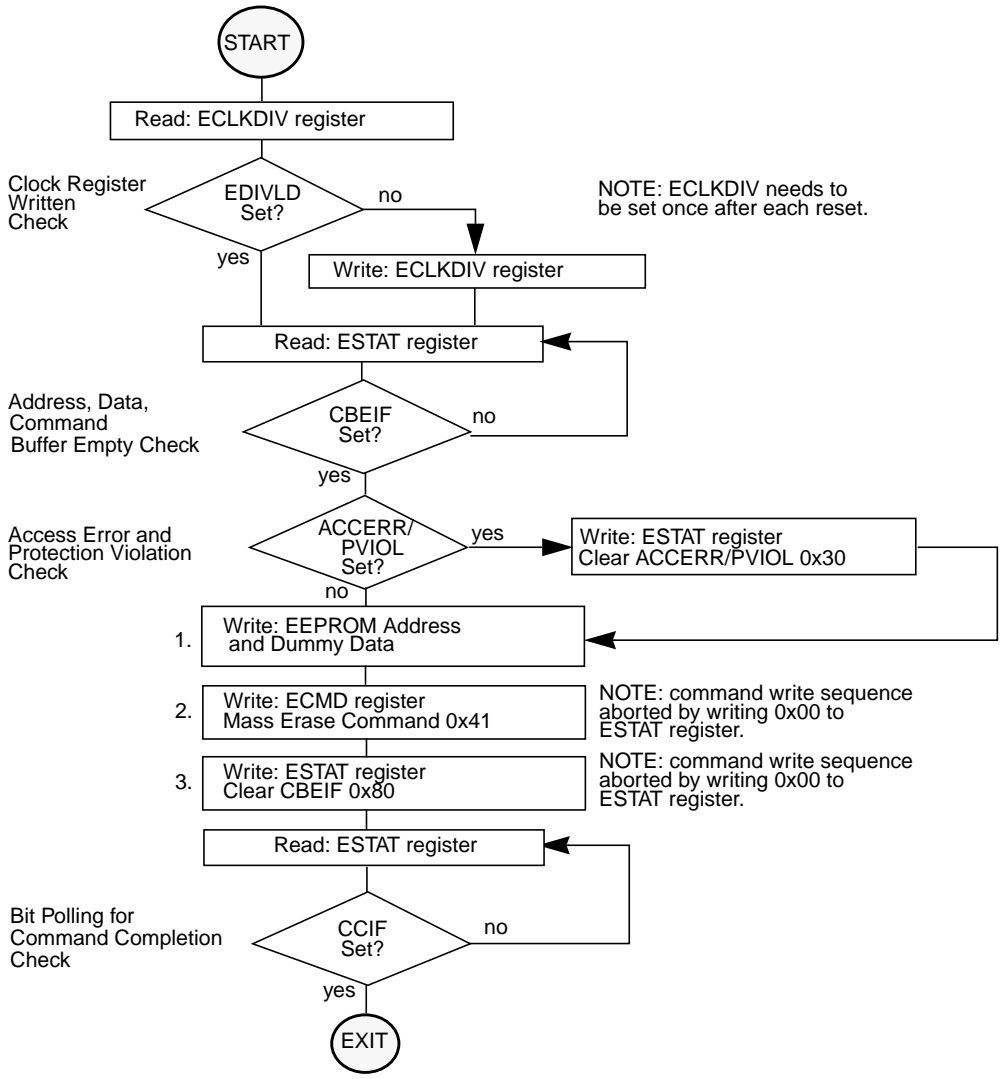 START
Read: ECLKDIV register
Clock Register
Written
Check
EDIVLD
Set?
no
yes
NOTE: ECLKDIV needs to
be set once after each reset.
Write: ECLKDIV register
Read: ESTAT register
Address, Data,
Command
Buffer Empty Check
CBEIF
Set?
no
yes
Access Error and
Protection Violation
Check
ACCERR/
PVIOL
Set?
yes
no
Write: ESTAT register
Clear ACCERR/PVIOL 0x30
1.
Write: EEPROM Address
and Dummy Data
2.
Write: ECMD register
Mass Erase Command 0x41
NOTE: command write sequence
aborted by writing 0x00 to
ESTAT register.
3.
Write: ESTAT register
Clear CBEIF 0x80
NOTE: command write sequence
aborted by writing 0x00 to
ESTAT register.
Read: ESTAT register
Bit Polling for
Command Completion
Check
CCIF
Set?
no
yes
EXIT